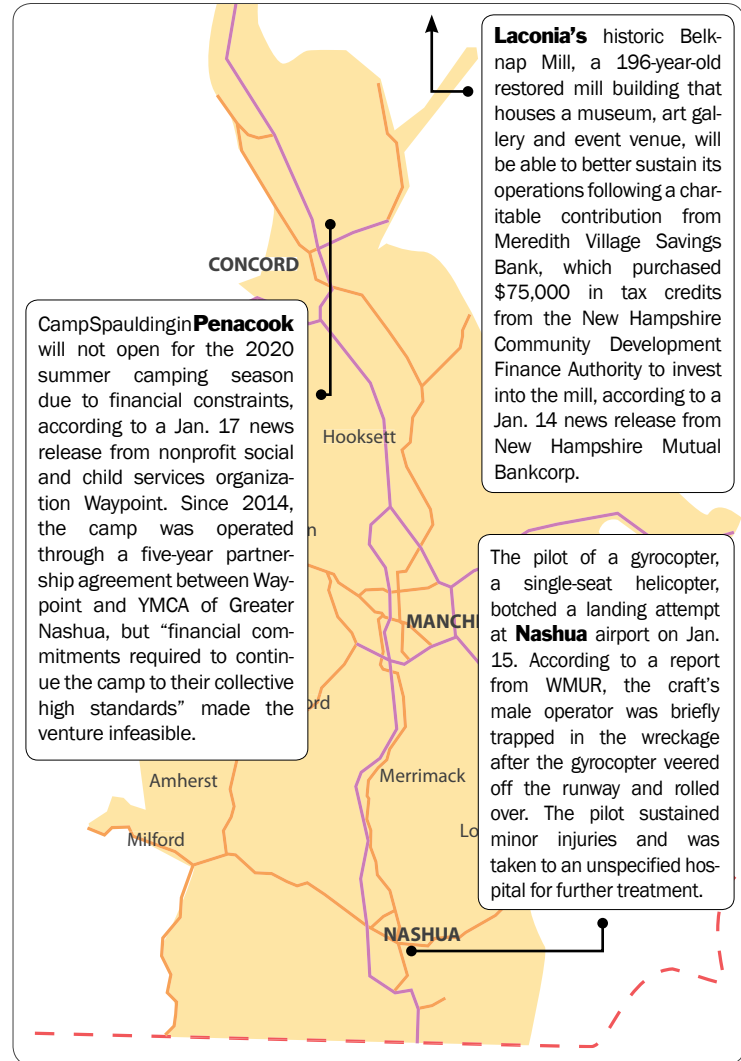 Laconia's historic Belk-
nap Mill, a 196-year-old
restored mill building that
houses a museum, art gal-
lery and event venue, will
be able to better sustain its
operations following a char-
itable contribution from
Meredith Village Savings
Bank, which purchased
$75,000 in tax credits
from the New Hampshire
Community Development
Finance Authority to invest
into the mill, according to a
Jan. 14 news release from
New Hampshire Mutual
Bankcorp.
CONCORD
CampSpauldinginPenacook
will not open for the 2020
summer camping season
due to financial constraints,
according to a Jan. 17 news
release from nonprofit social
and child services organiza-
tion Waypoint. Since 2014,
the camp was operated
through a five-year partner-
ship agreement between Way-
point and YMCA of Greater
Nashua, but “financial com-
mitments required to contin-
ue the camp to their collective
high standards” made the
venture infeasible.
Hooksett
n
MANCH
ord
The pilot of a gyrocopter,
a single-seat helicopter,
botched a landing attempt
at Nashua airport on Jan.
15. According to a report
from WMUR, the craft’s
male operator was briefly
trapped in the wreckage
after the gyrocopter veered
off the runway and rolled
over. The pilot sustained
minor injuries and was
taken to an unspecified hos-
pital for further treatment.
Amherst
Merrimack
Milford
Lo
NASHUA